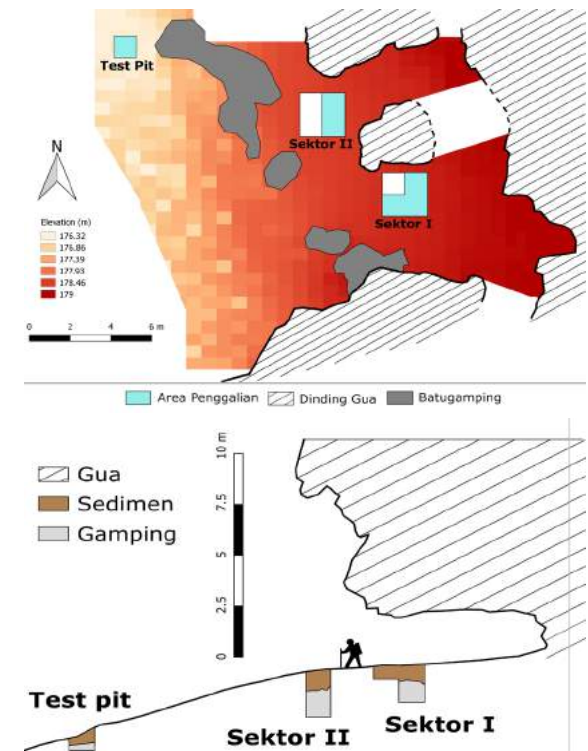 Test Pit
Sektor II
Sektor I
N
Elevation (m)
176.32
176.86
177.39
177.93
178.46
179
0 2 4 6 m
Area Penggalian Dinding Gua Batugamping
10 m
7.5
5
2.5
0
Gua
Sedimen
Gamping
Test pit
Sektor II
Sektor I